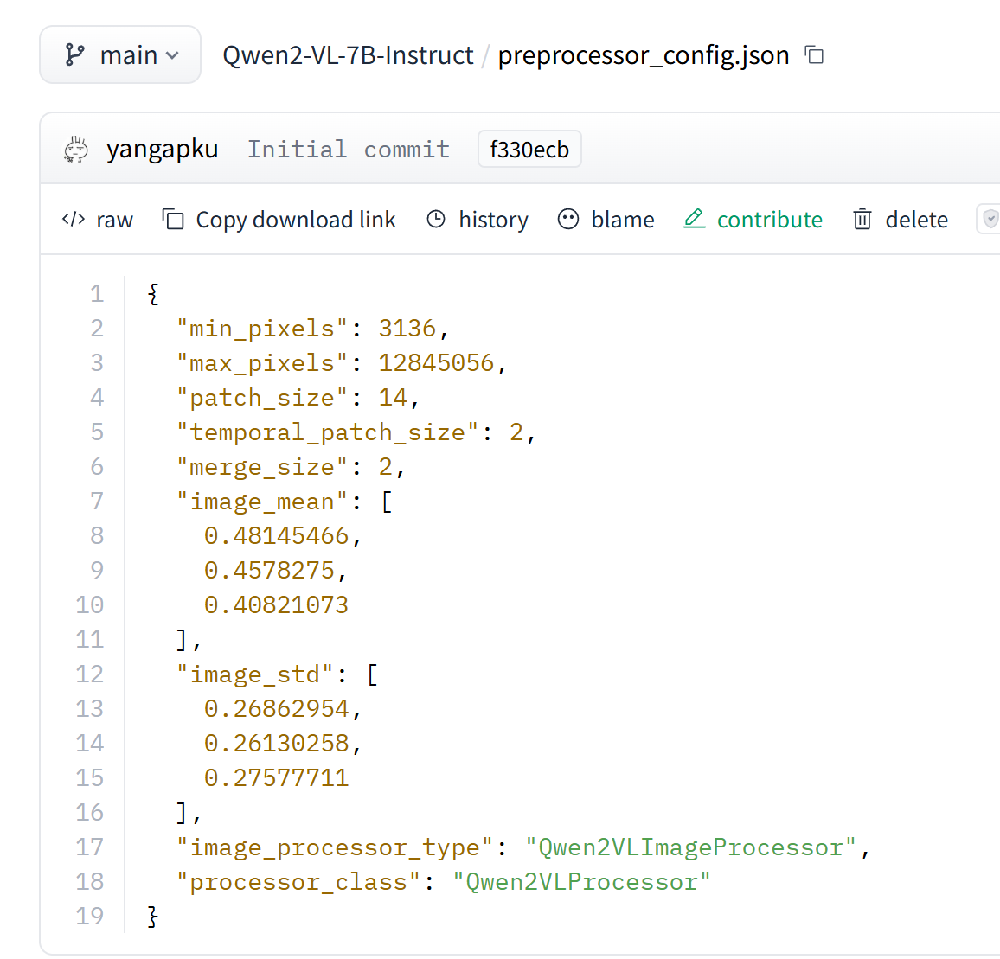 main Qwen2-VL-7B-Instruct / preprocessor_config.json
yangapku Initial commit f330ecb
</> raw Copy download link history blame contribute delete
1 {
2 "min_pixels": 3136,
3 "max_pixels": 12845056,
4 "patch_size": 14,
5 "temporal_patch_size": 2,
6 "merge_size": 2,
7 "image_mean": [
8 0.48145466,
9 0.4578275,
10 0.40821073
11 ],
12 "image_std": [
13 0.26862954,
14 0.26130258,
15 0.27577711
16 ],
17 "image_processor_type": "Qwen2VLImageProcessor",
18 "processor_class": "Qwen2VLProcessor"
19 }